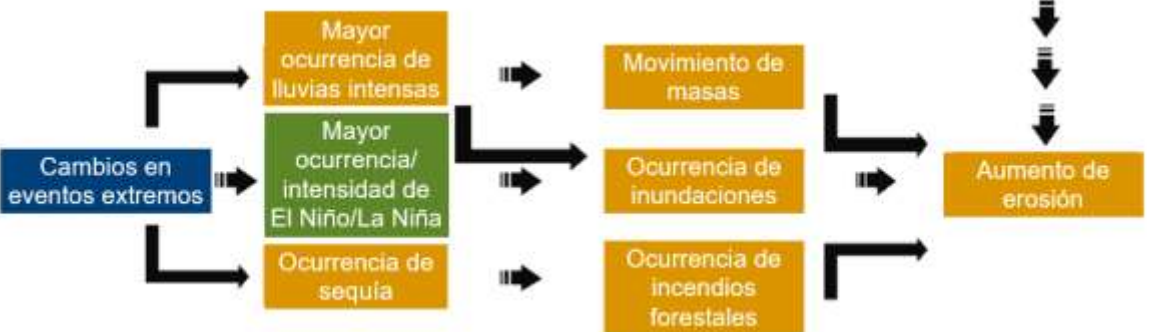 Mayor
ocurrencia de
lluvias intensas
Movimiento de
masas
Cambios en
eventos extremos
Mayor
ocurrencia/
intensidad de
El Niño/La Niña
Ocurrencia de
inundaciones
Aumento de
erosión
Ocurrencia de
sequía
Ocurrencia de
incendios
forestales